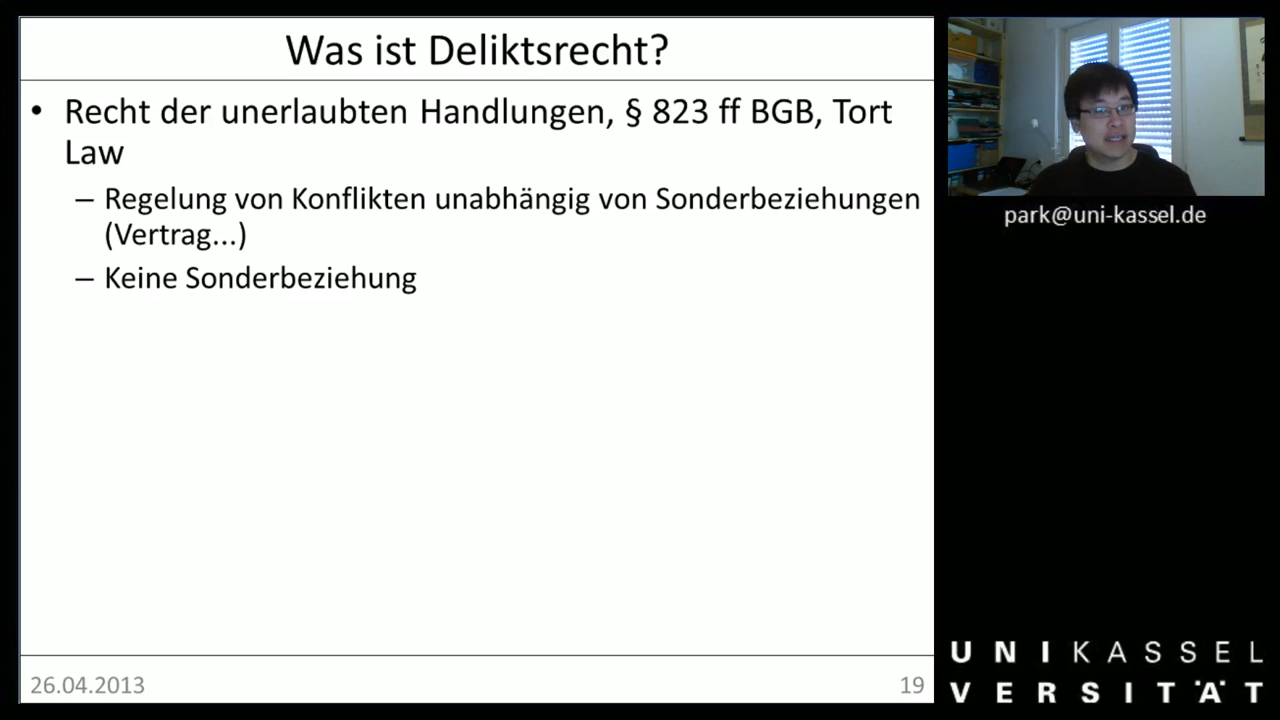 Was ist Deliktsrecht?
• Recht der unerlaubten Handlungen, § 823 ff BGB, Tort
Law
– Regelung von Konflikten unabhängig von Sonderbeziehungen
(Vertrag...)
– Keine Sonderbeziehung
26.04.2013
19
park@uni-kassel.de
UNIKASSEL
VERSITÄT